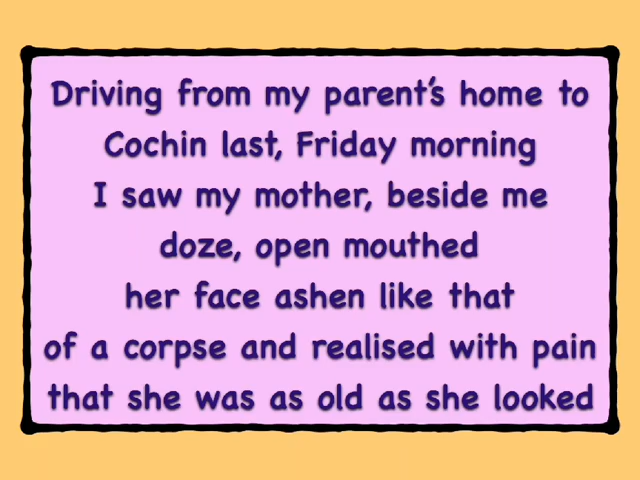 Driving from my parent's home to
Cochin last, Friday morning
I saw my mother, beside me
doze, open mouthed
her face ashen like that
of a corpse and realised with pain
that she was as old as she looked